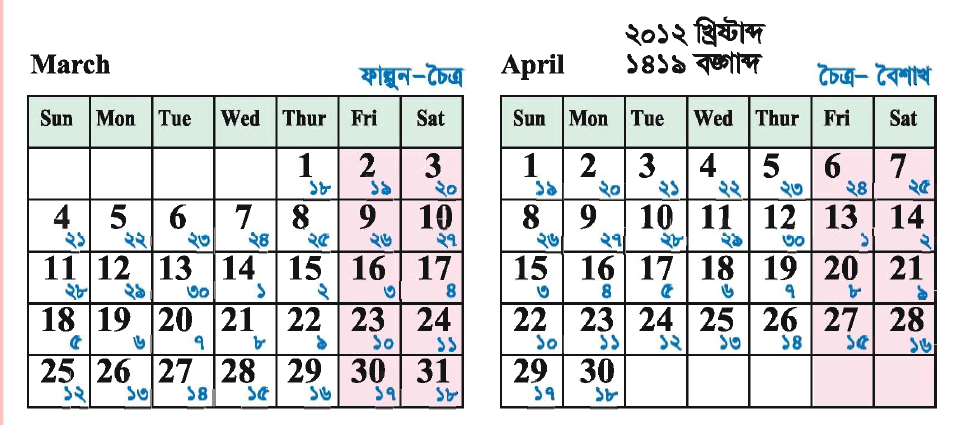 ২০১২ খ্রিষ্টাব্দ
১৪১৯ বঙ্গাব্দ
March ফাল্গুন-চৈত্র
Sun Mon Tue Wed Thur Fri Sat
1 2 3
১৮ ১৯ ২০
4 5 6 7 8 9 10
২১ ২২ ২৩ ২৪ ২৫ ২৬ ২৭
11 12 13 14 15 16 17
২৮ ২৯ ৩০ ১ ২ ৩ ৪
18 19 20 21 22 23 24
৫ ৬ ৭ ৮ ৯ ১০ ১১
25 26 27 28 29 30 31
১২ ১৩ ১৪ ১৫ ১৬ ১৭ ১৮
April চৈত্র- বৈশাখ
Sun Mon Tue Wed Thur Fri Sat
1 2 3 4 5 6 7
১৯ ২০ ২১ ২২ ২৩ ২৪ ২৫
8 9 10 11 12 13 14
২৬ ২৭ ২৮ ২৯ ৩০ ১ ২
15 16 17 18 19 20 21
৩ ৪ ৫ ৬ ৭ ৮ ৯
22 23 24 25 26 27 28
১০ ১১ ১২ ১৩ ১৪ ১৫ ১৬
29 30
১৭ ১৮